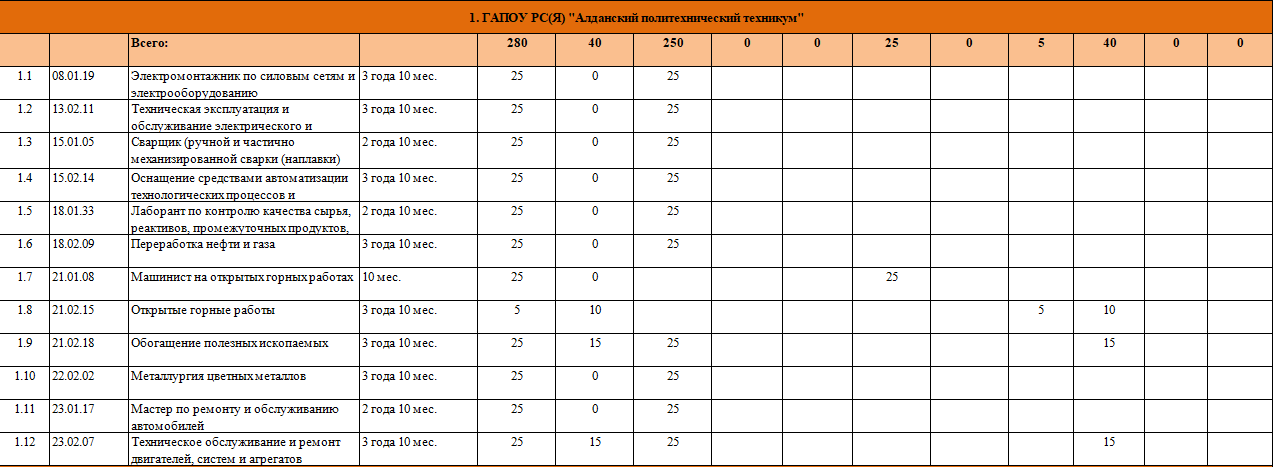 1. ГАПОУ РС(Я) "Алданский политехнический техникум"
Всего: 280 40 250 0 0 25 0 5 40 0 0
1.1 08.01.19 Электромонтажник по силовым сетям и 3 года 10 мес. 25 0 25
электрооборудованию
1.2 13.02.11 Техническая эксплуатация и 3 года 10 мес. 25 0 25
обслуживание электрического и
1.3 15.01.05 Сварщик (ручной и частично 2 года 10 мес. 25 0 25
механизированной сварки (наплавки)
1.4 15.02.14 Оснащение средствами автоматизации 3 года 10 мес. 25 0 25
технологических процессов и
1.5 18.01.33 Лаборант по контролю качества сырья, 2 года 10 мес. 25 0 25
реактивов, промежуточных продуктов,
1.6 18.02.09 Переработка нефти и газа 3 года 10 мес. 25 0 25
1.7 21.01.08 Машинист на открытых горных работах 10 мес. 25 0 25
1.8 21.02.15 Открытые горные работы 3 года 10 мес. 5 10 5 10
1.9 21.02.18 Обогащение полезных ископаемых 3 года 10 мес. 25 15 25 15
1.10 22.02.02 Металлургия цветных металлов 3 года 10 мес. 25 0 25
1.11 23.01.17 Мастер по ремонту и обслуживанию 2 года 10 мес. 25 0 25
автомобилей
1.12 23.02.07 Техническое обслуживание и ремонт 3 года 10 мес. 25 15 25 15
двигателей, систем и агрегатов